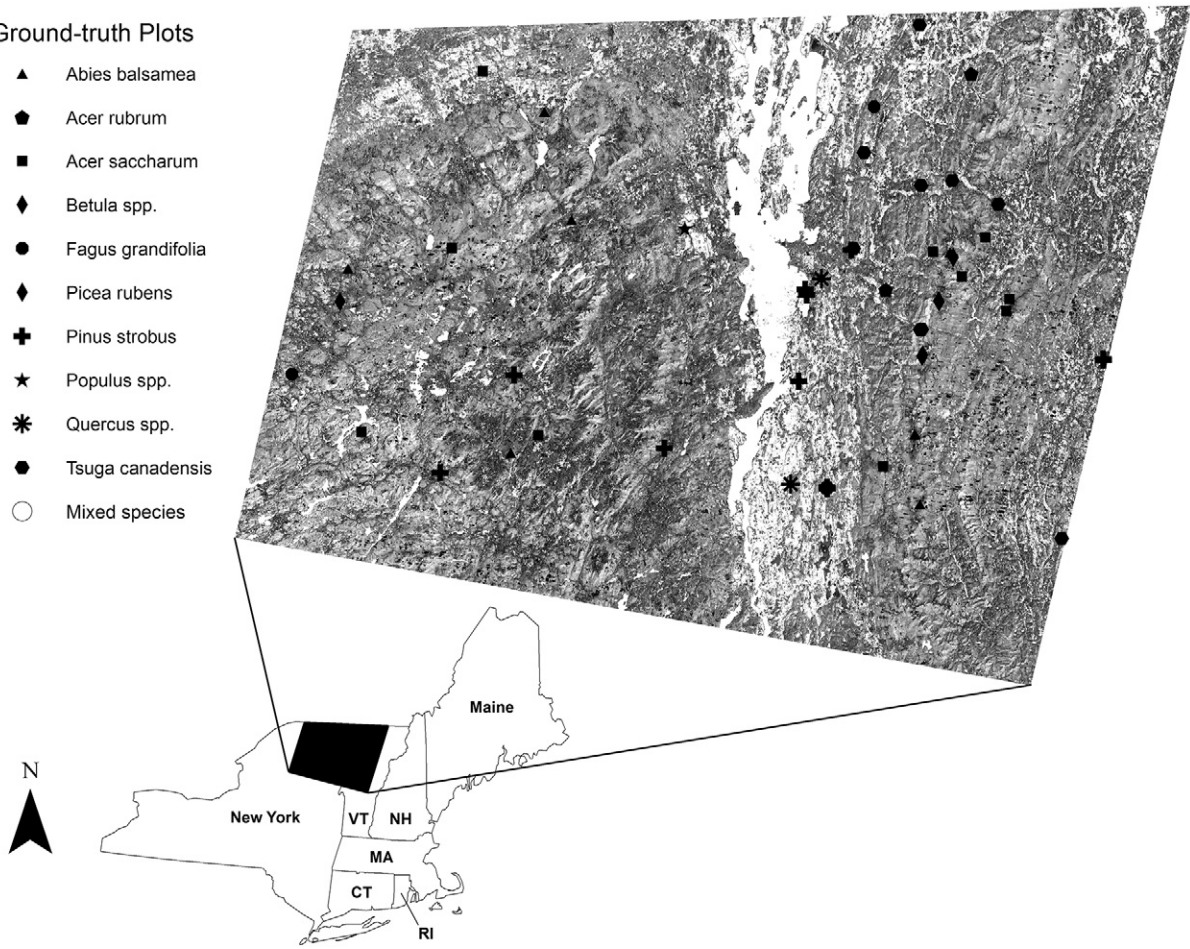 Ground-truth Plots
Abies balsamea
Acer rubrum
Acer saccharum
Betula spp.
Fagus grandifolia
Picea rubens
Pinus strobus
Populus spp.
Quercus spp.
Tsuga canadensis
Mixed species
Maine
N
New York
VT
NH
MA
CT
RI